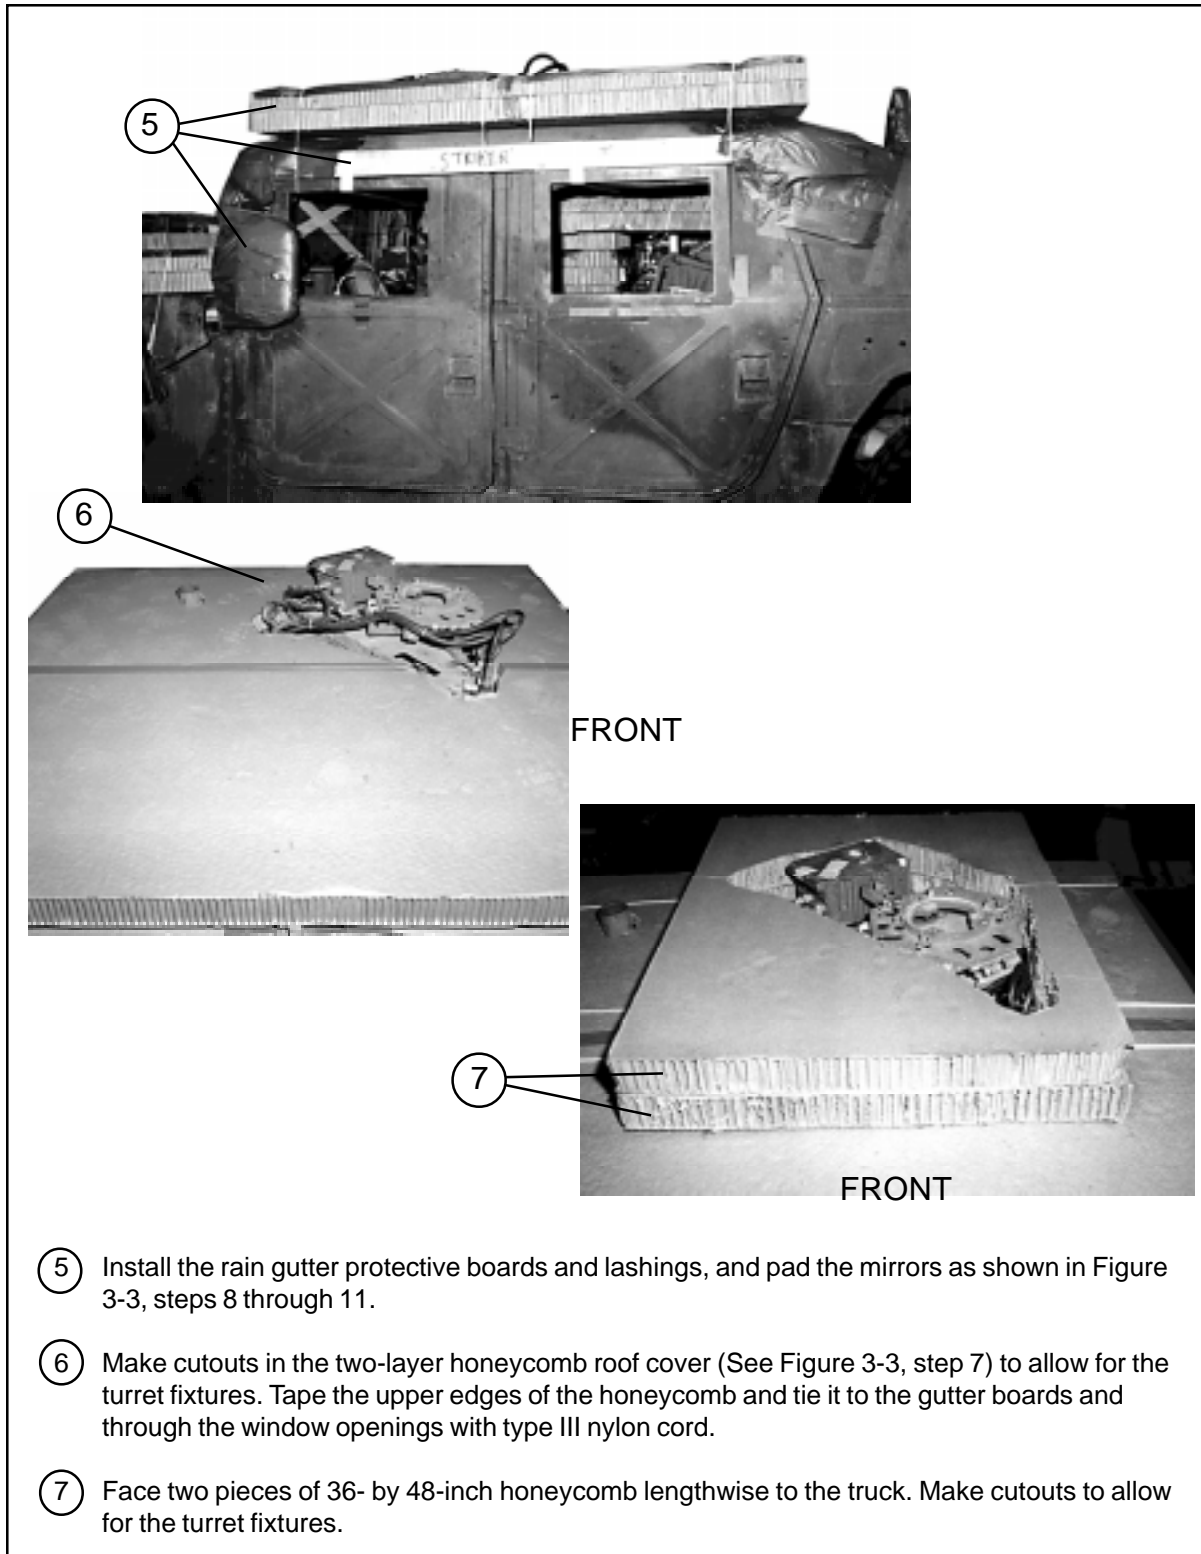 5
STRIKER
6
FRONT
7
FRONT
5 Install the rain gutter protective boards and lashings, and pad the mirrors as shown in Figure
3-3, steps 8 through 11.
6 Make cutouts in the two-layer honeycomb roof cover (See Figure 3-3, step 7) to allow for the
turret fixtures. Tape the upper edges of the honeycomb and tie it to the gutter boards and
through the window openings with type III nylon cord.
7 Face two pieces of 36- by 48-inch honeycomb lengthwise to the truck. Make cutouts to allow
for the turret fixtures.